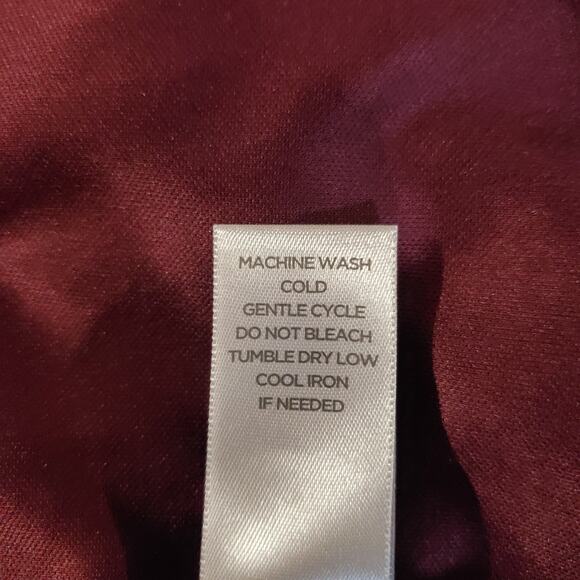 MACHINE WASH
COLD
GENTLE CYCLE
DO NOT BLEACH
TUMBLE DRY LOW
COOL IRON
IF NEEDED